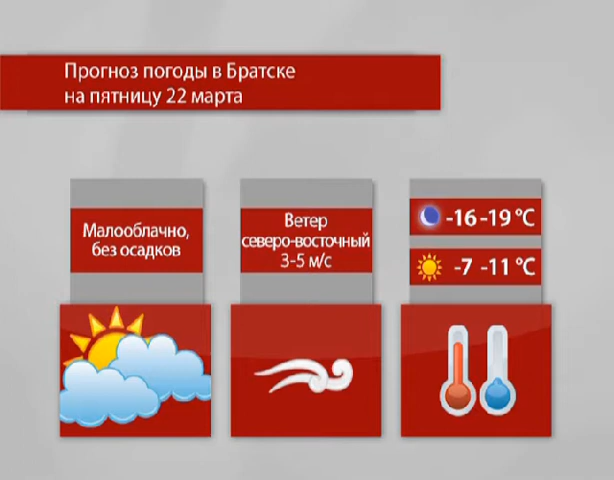 Прогноз погоды в Братске
на пятницу 22 марта
Малооблачно,
без осадков
Ветер
северо-восточный
3-5 м/с
-16 -19 °C
-7 -11 °C